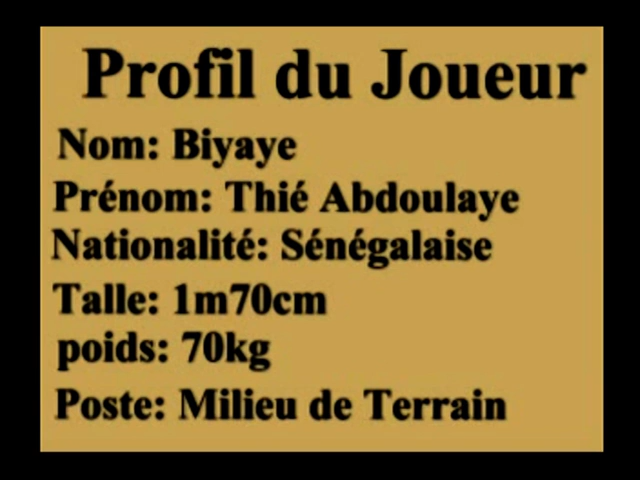 Profil du Joueur
Nom: Biyaye
Prénom: Thié Abdoulaye
Nationalité: Sénégalaise
Talle: 1m70cm
poids: 70kg
Poste: Milieu de Terrain